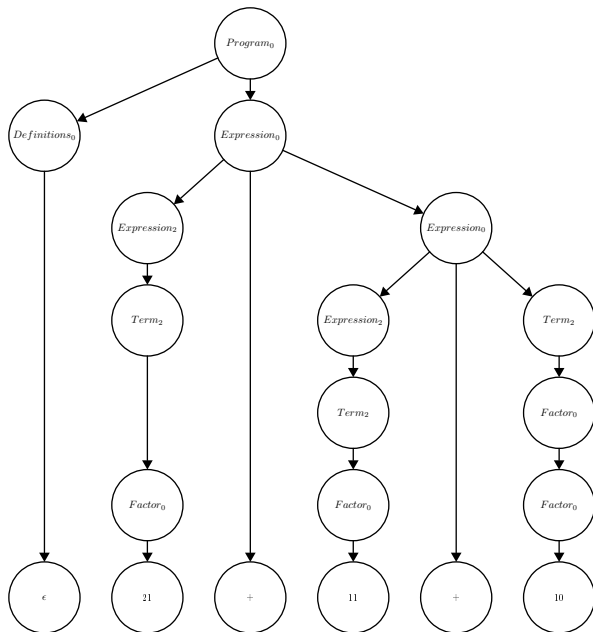 Program₀
Definitions₀ Expression₀
Expression₂ Expression₀
Term₂ Expression₂ Term₂
Term₂ Factor₀
Factor₀ Factor₀ Factor₀
ϵ 21 + 11 + 10